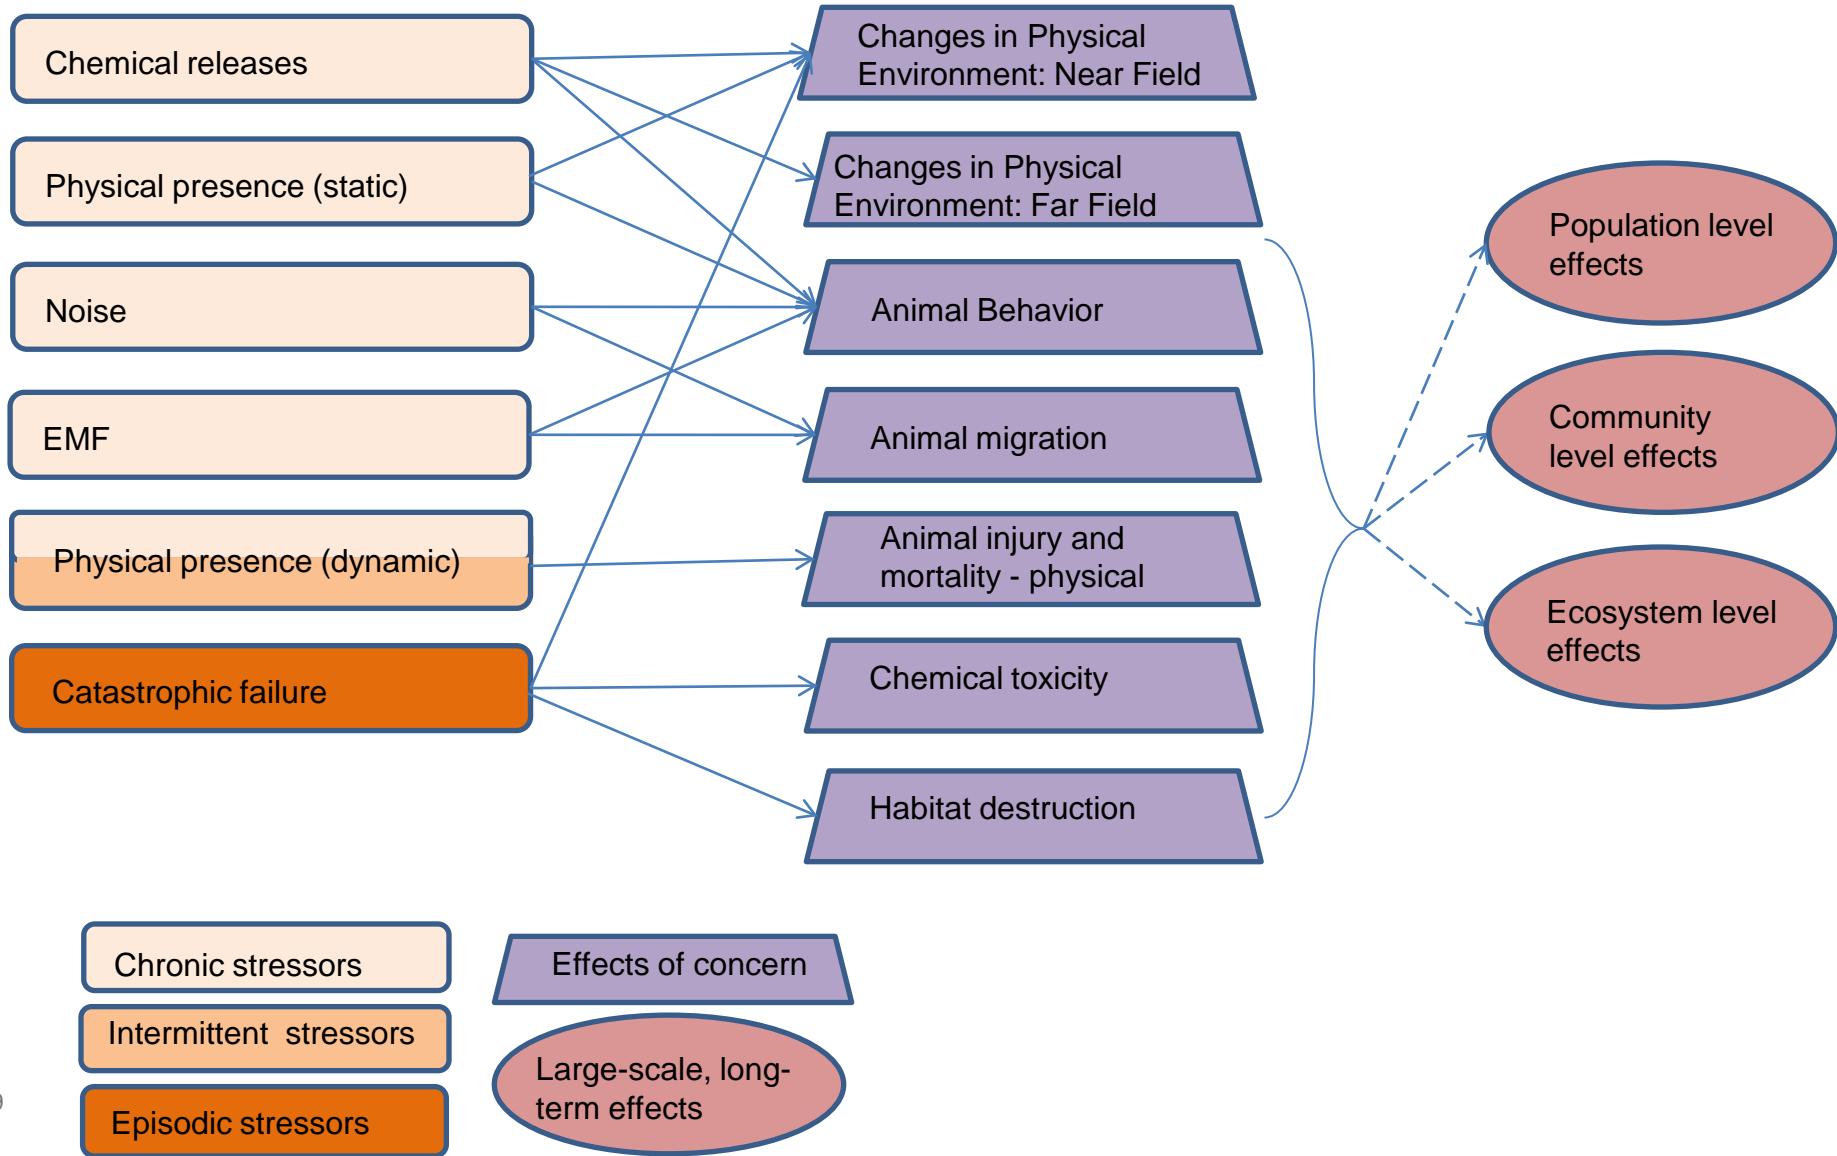 Chemical releases
Physical presence (static)
Noise
EMF
Physical presence (dynamic)
Catastrophic failure
Changes in Physical
Environment: Near Field
Changes in Physical
Environment: Far Field
Animal Behavior
Animal migration
Animal injury and
mortality - physical
Chemical toxicity
Habitat destruction
Population level
effects
Community
level effects
Ecosystem level
effects
Chronic stressors
Intermittent  stressors
Episodic stressors
Effects of concern
Large-scale, long-
term effects